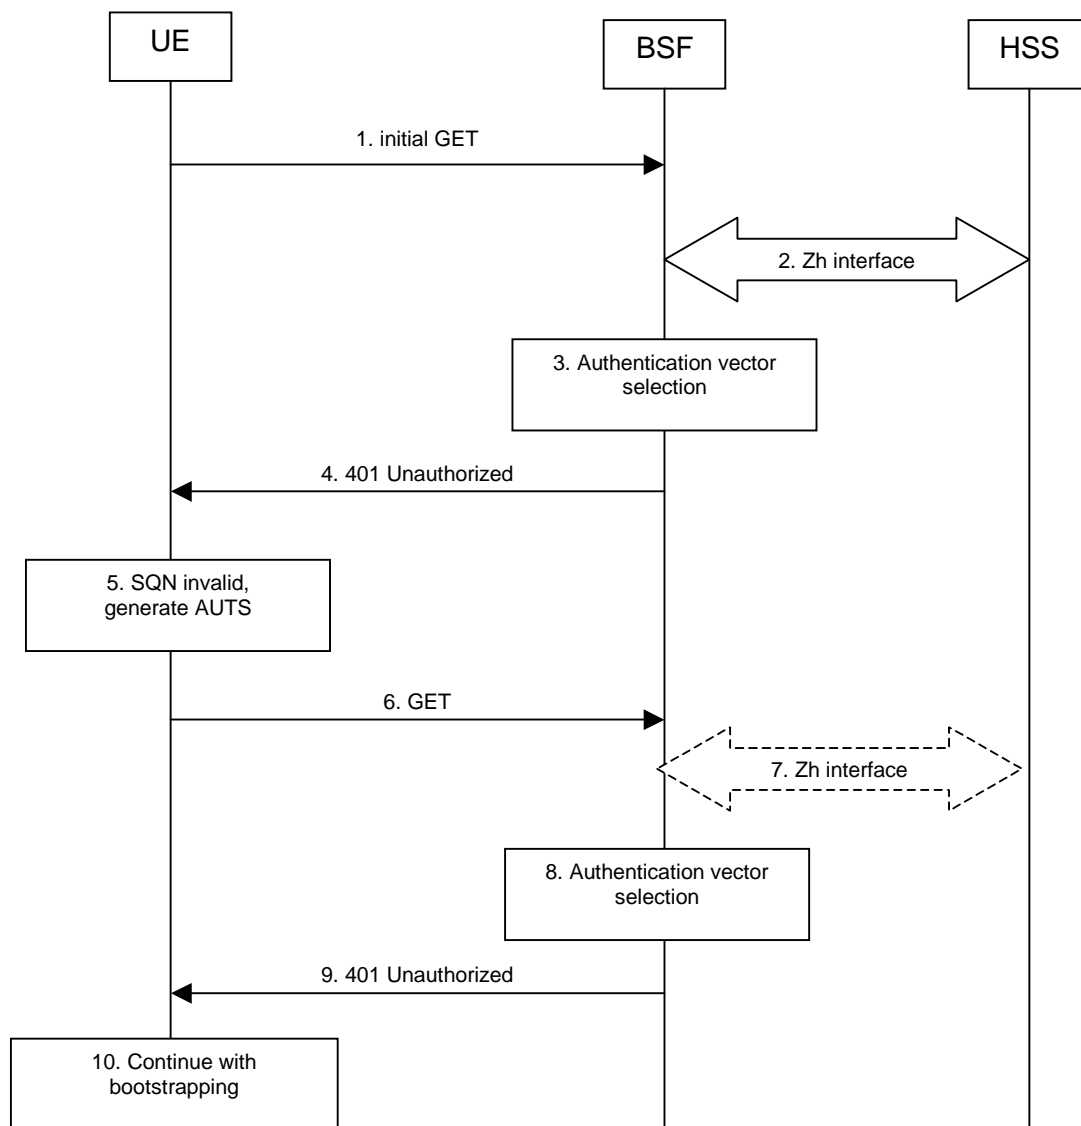 UE
BSF
HSS
1. initial GET
2. Zh interface
3. Authentication vector
selection
4. 401 Unauthorized
5. SQN invalid,
generate AUTS
6. GET
7. Zh interface
8. Authentication vector
selection
9. 401 Unauthorized
10. Continue with
bootstrapping